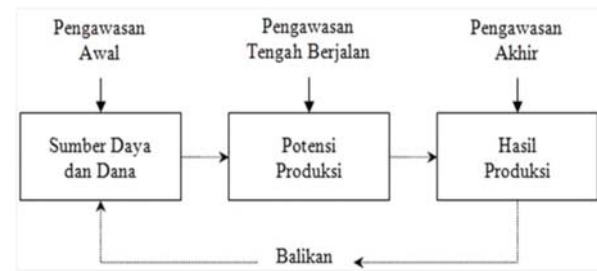 Pengawasan
Awal
Pengawasan
Tengah Berjalan
Pengawasan
Akhir
Sumber Daya
dan Dana
Potensi
Produksi
Hasil
Produksi
Balikan